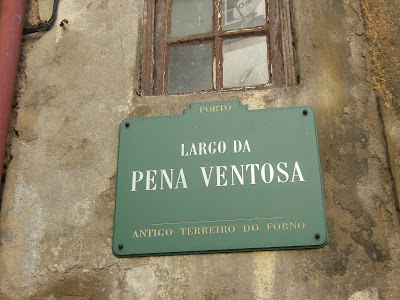 PORTO
LARGO DA
PENA VENTOSA
ANTIGO TERREIRO DO FORNO